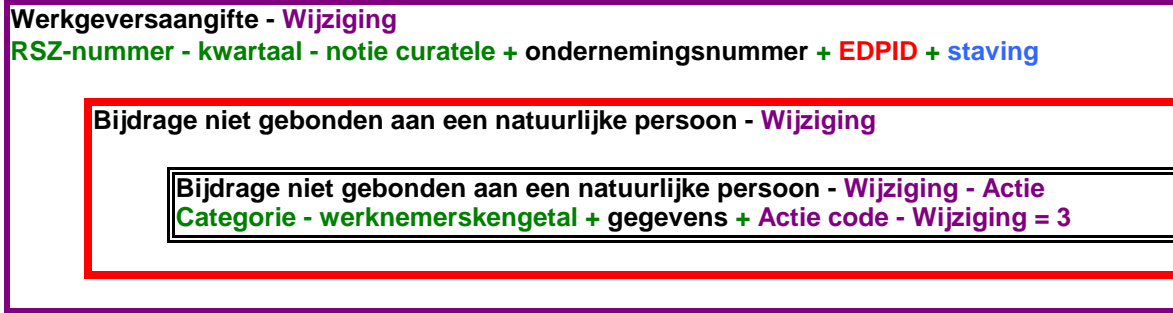 Werkgeversaangifte - Wijziging
RSZ-nummer - kwartaal - notie curatele + ondernemingsnummer + EDPID + staving
Bijdrage niet gebonden aan een natuurlijke persoon - Wijziging
Bijdrage niet gebonden aan een natuurlijke persoon - Wijziging - Actie
Categorie - werknemerskengetal + gegevens + Actie code - Wijziging = 3